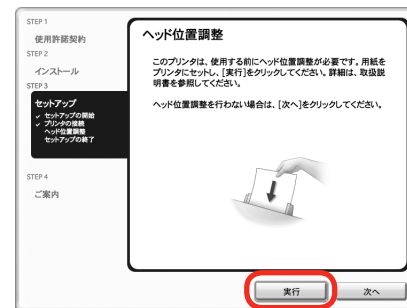 STEP 1
使用許諾契約
STEP 2
インストール
STEP 3
セットアップ
✓ セットアップの開始
✓ プリンタの接続
ヘッド位置調整
セットアップの終了
STEP 4
ご案内
ヘッド位置調整
このプリンタは、使用する前にヘッド位置調整が必要です。用紙を
プリンタにセットし、[実行]をクリックしてください。詳細は、取扱説
明書を参照してください。
ヘッド位置調整を行わない場合は、[次へ]をクリックしてください。
実行
次へ